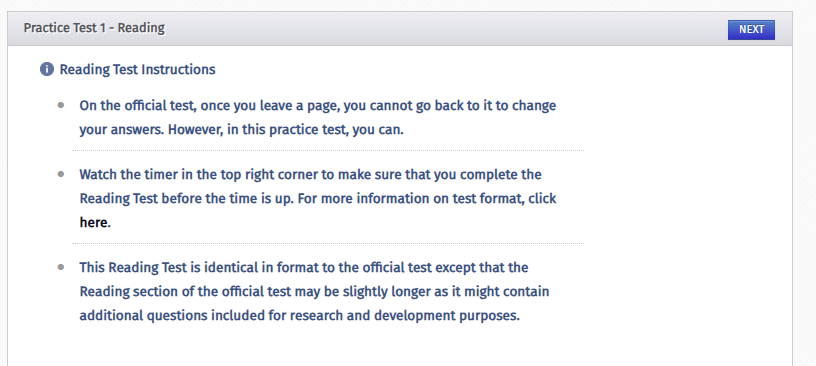 Practice Test 1 - Reading
NEXT
Reading Test Instructions
On the official test, once you leave a page, you cannot go back to it to change
your answers. However, in this practice test, you can.
Watch the timer in the top right corner to make sure that you complete the
Reading Test before the time is up. For more information on test format, click
here.
This Reading Test is identical in format to the official test except that the
Reading section of the official test may be slightly longer as it might contain
additional questions included for research and development purposes.